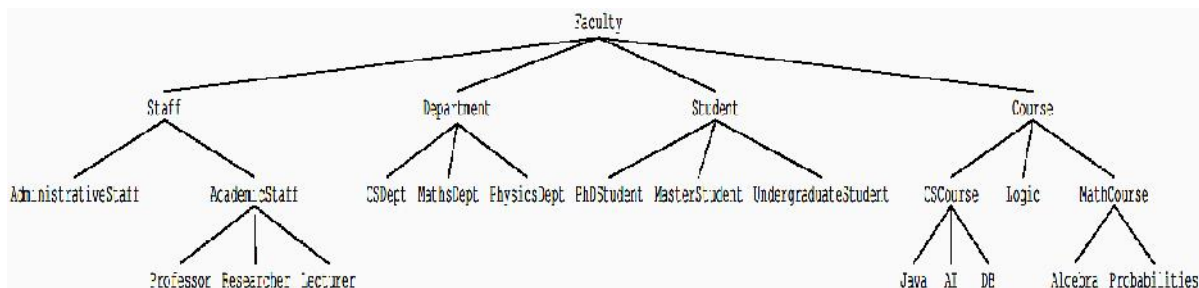 Faculty
Staff Department Student Course
AdministrativeStaff AcademicStaff CSDept MathsDept PhysicsDept PhDStudent MasterStudent UndergraduateStudent CSCourse Logic MathCourse
Professor Researcher Lecturer Java AI DB Algebra Probabilities